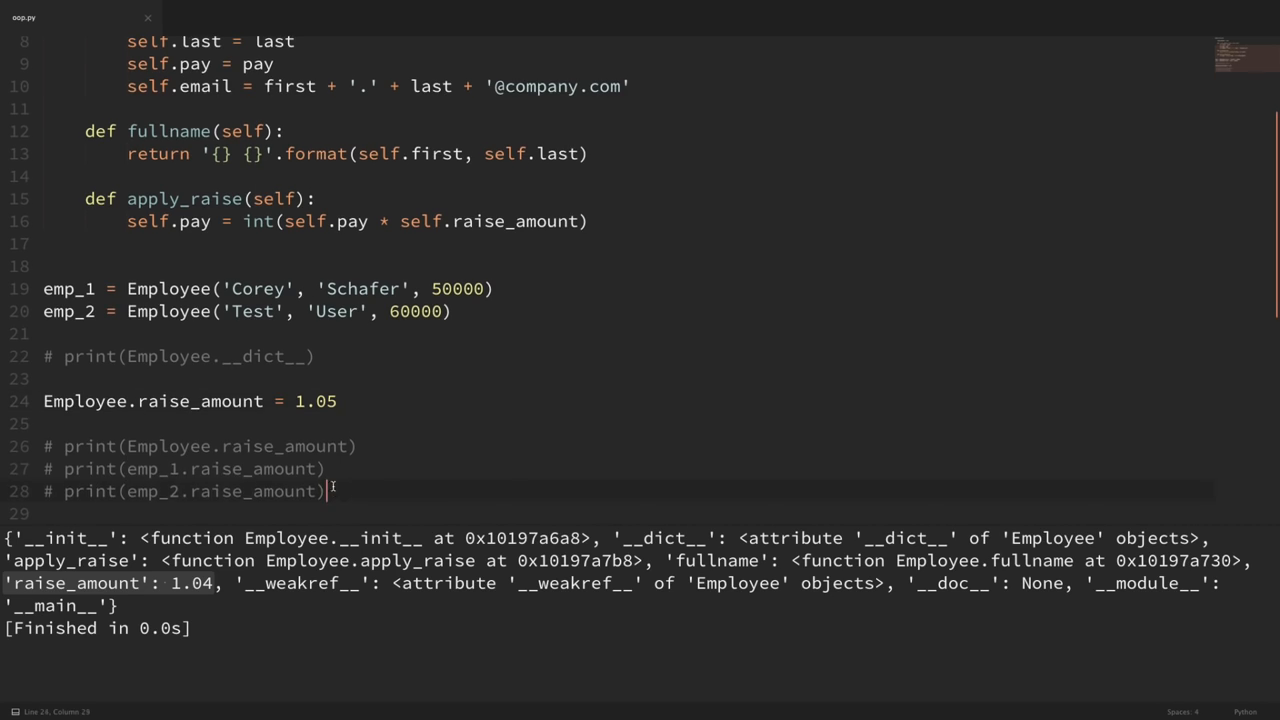 oop.py ×
8 self.last = last
9 self.pay = pay
10 self.email = first + '.' + last + '@company.com'
11
12 def fullname(self):
13 return '{} {}'.format(self.first, self.last)
14
15 def apply_raise(self):
16 self.pay = int(self.pay * self.raise_amount)
17
18
19 emp_1 = Employee('Corey', 'Schafer', 50000)
20 emp_2 = Employee('Test', 'User', 60000)
21
22 # print(Employee.__dict__)
23
24 Employee.raise_amount = 1.05
25
26 # print(Employee.raise_amount)
27 # print(emp_1.raise_amount)
28 # print(emp_2.raise_amount)
29
{'__init__': <function Employee.__init__ at 0x10197a6a8>, '__dict__': <attribute '__dict__' of 'Employee' objects>,
'apply_raise': <function Employee.apply_raise at 0x10197a7b8>, 'fullname': <function Employee.fullname at 0x10197a730>,
'raise_amount': 1.04, '__weakref__': <attribute '__weakref__' of 'Employee' objects>, '__doc__': None, '__module__':
'__main__'}
[Finished in 0.0s]
Line 28, Column 29 Spaces: 4 Python